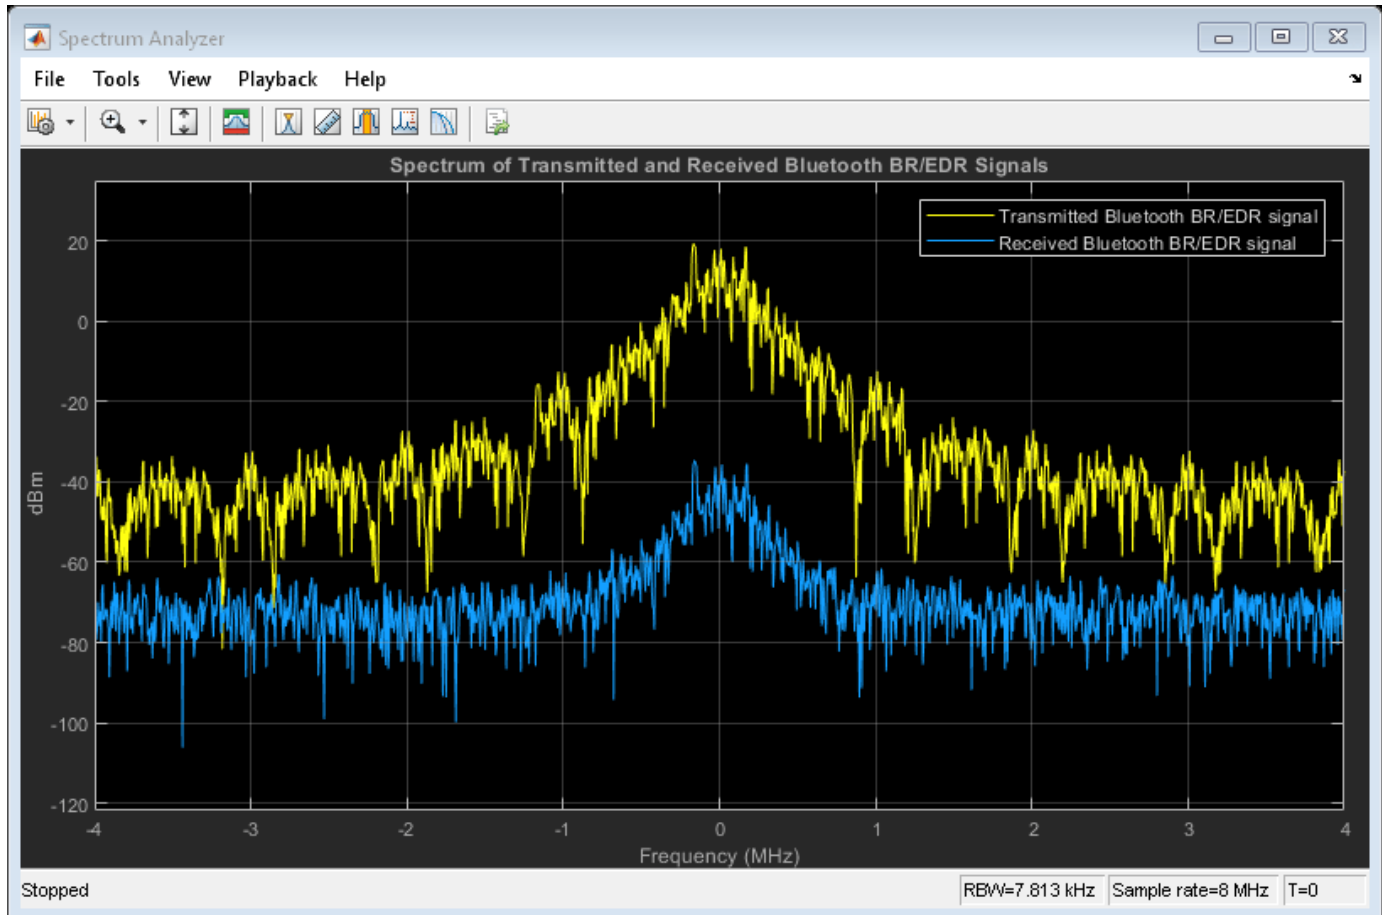 Spectrum Analyzer
File Tools View Playback Help
Spectrum of Transmitted and Received Bluetooth BR/EDR Signals
Transmitted Bluetooth BR/EDR signal
Received Bluetooth BR/EDR signal
20
0
-20
-40
-60
-80
-100
-120
dBm
-4 -3 -2 -1 0 1 2 3 4
Frequency (MHz)
Stopped RBW=7.813 kHz Sample rate=8 MHz T=0